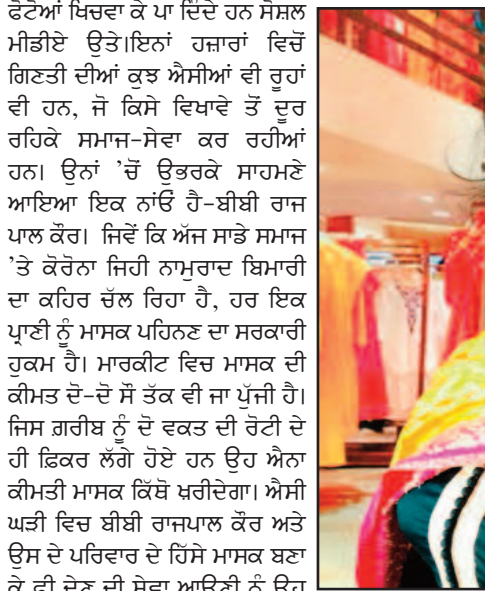 ਫੋਟੋਆਂ ਖਿਚਵਾ ਕੇ ਪਾ ਦਿੰਦੇ ਹਨ ਸੋਸ਼ਲ
ਮੀਡੀਏ ਉਤੇ।ਇਨਾਂ ਹਜ਼ਾਰਾਂ ਵਿਚੋਂ
ਗਿਣਤੀ ਦੀਆਂ ਕੁਝ ਐਸੀਆਂ ਵੀ ਰੂਹਾਂ
ਵੀ ਹਨ, ਜੋ ਕਿਸੇ ਵਿਖਾਵੇ ਤੋਂ ਦੂਰ
ਰਹਿਕੇ ਸਮਾਜ-ਸੇਵਾ ਕਰ ਰਹੀਆਂ
ਹਨ। ਉਨਾਂ 'ਚੋਂ ਉਭਰਕੇ ਸਾਹਮਣੇ
ਆਇਆ ਇਕ ਨਾਂਓਂ ਹੈ-ਬੀਬੀ ਰਾਜ
ਪਾਲ ਕੌਰ। ਜਿਵੇਂ ਕਿ ਅੱਜ ਸਾਡੇ ਸਮਾਜ
'ਤੇ ਕੋਰੋਨਾ ਜਿਹੀ ਨਾਮੁਰਾਦ ਬਿਮਾਰੀ
ਦਾ ਕਹਿਰ ਚੱਲ ਰਿਹਾ ਹੈ, ਹਰ ਇਕ
ਪ੍ਰਾਣੀ ਨੂੰ ਮਾਸਕ ਪਹਿਨਣ ਦਾ ਸਰਕਾਰੀ
ਹੁਕਮ ਹੈ। ਮਾਰਕੀਟ ਵਿਚ ਮਾਸਕ ਦੀ
ਕੀਮਤ ਦੋ-ਦੋ ਸੌ ਤੱਕ ਵੀ ਜਾ ਪੁੱਜੀ ਹੈ।
ਜਿਸ ਗ਼ਰੀਬ ਨੂੰ ਦੋ ਵਕਤ ਦੀ ਰੋਟੀ ਦੇ
ਹੀ ਫ਼ਿਕਰ ਲੱਗੇ ਹੋਏ ਹਨ ਉਹ ਐਨਾ
ਕੀਮਤੀ ਮਾਸਕ ਕਿੱਥੋ ਖ਼ਰੀਦੇਗਾ। ਐਸੀ
ਘੜੀ ਵਿਚ ਬੀਬੀ ਰਾਜਪਾਲ ਕੌਰ ਅਤੇ
ਉਸ ਦੇ ਪਰਿਵਾਰ ਦੇ ਹਿੱਸੇ ਮਾਸਕ ਬਣਾ
ਕੇ ਫ਼ੀ ਦੇਣ ਦੀ ਸੇਵਾ ਆਉਣੀ ਨੂੰ ਉਹ